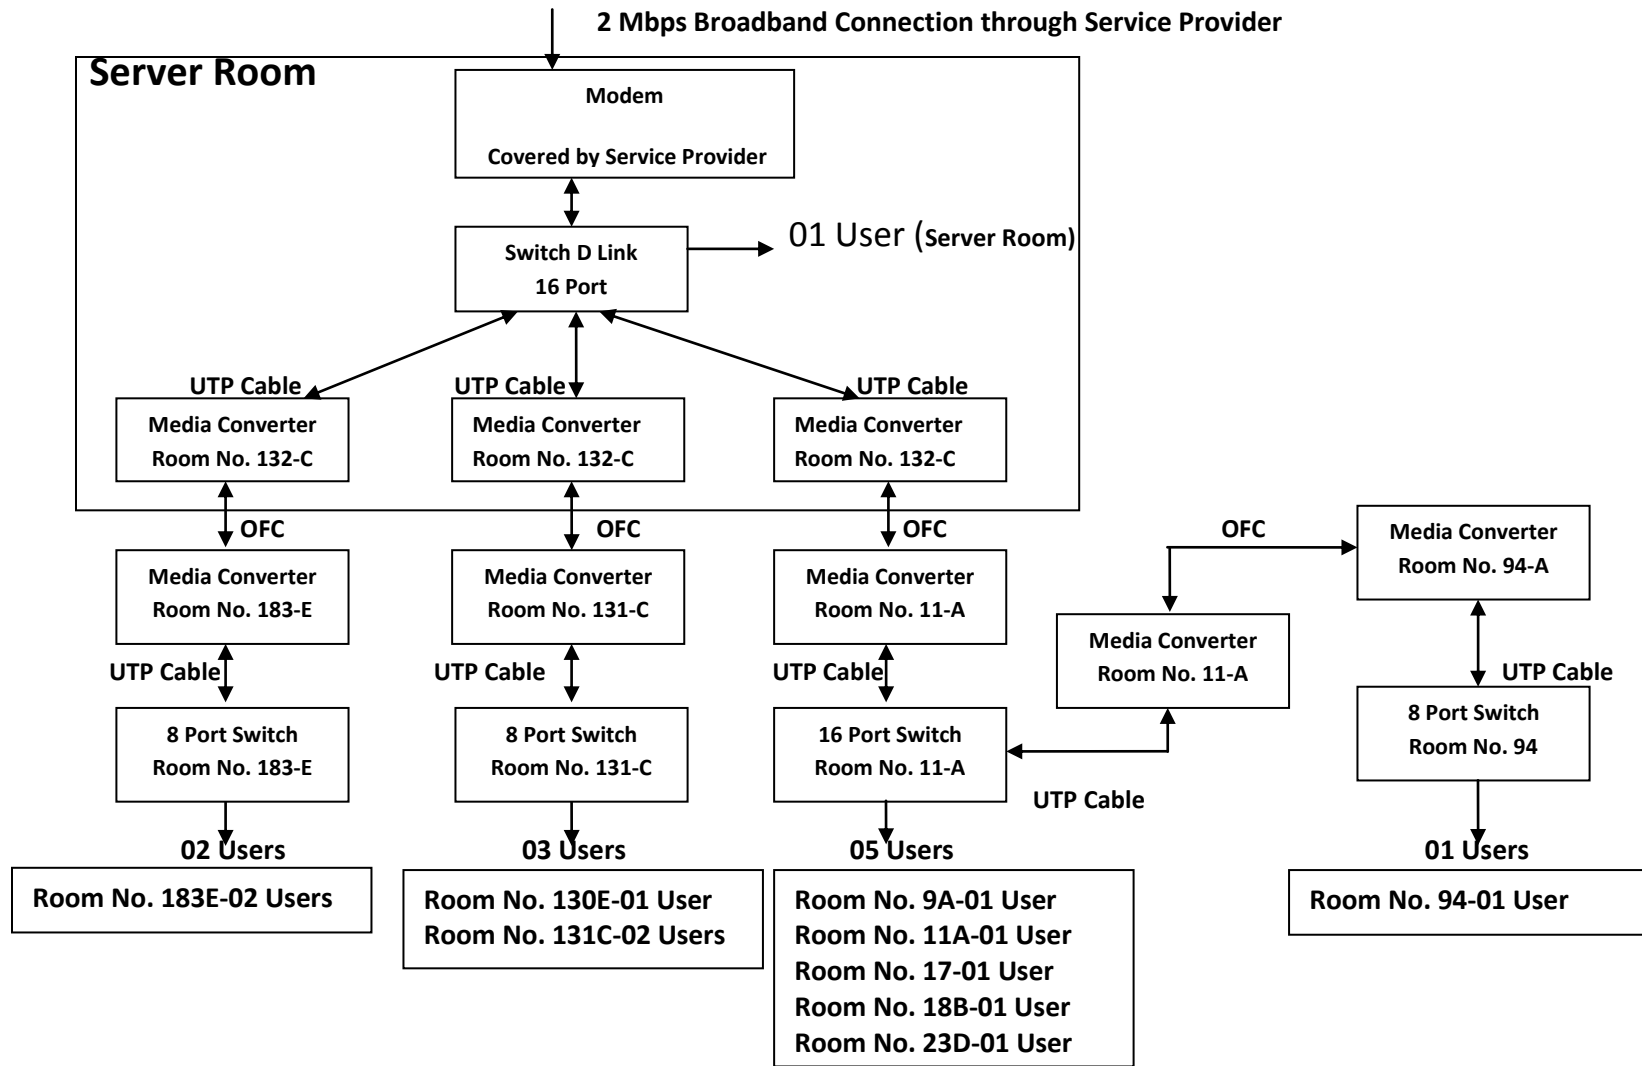 2 Mbps Broadband Connection through Service Provider
Server Room
Modem
Covered by Service Provider
Switch D Link
16 Port
01 User (Server Room)
UTP Cable
UTP Cable
UTP Cable
Media Converter
Room No. 132-C
Media Converter
Room No. 132-C
Media Converter
Room No. 132-C
OFC
OFC
OFC
OFC
Media Converter
Room No. 94-A
Media Converter
Room No. 183-E
Media Converter
Room No. 131-C
Media Converter
Room No. 11-A
Media Converter
Room No. 11-A
UTP Cable
UTP Cable
UTP Cable
UTP Cable
8 Port Switch
Room No. 183-E
8 Port Switch
Room No. 131-C
16 Port Switch
Room No. 11-A
8 Port Switch
Room No. 94
UTP Cable
02 Users
03 Users
05 Users
01 Users
Room No. 183E-02 Users
Room No. 130E-01 User
Room No. 131C-02 Users
Room No. 9A-01 User
Room No. 11A-01 User
Room No. 17-01 User
Room No. 18B-01 User
Room No. 23D-01 User
Room No. 94-01 User